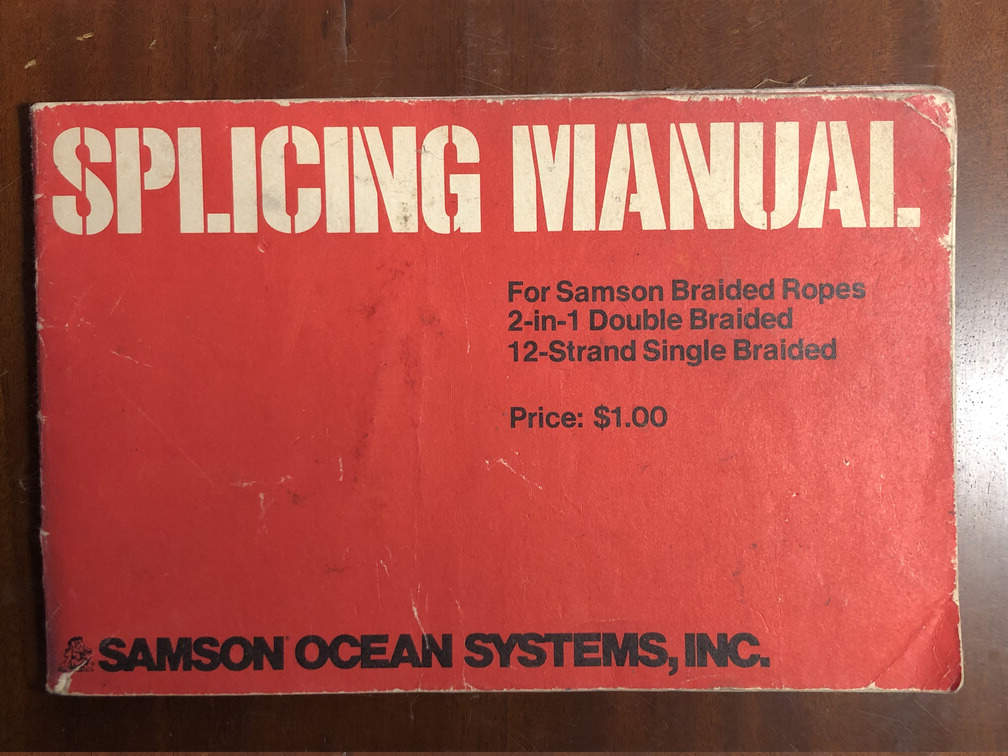 SPLICING MANUAL
For Samson Braided Ropes
2-in-1 Double Braided
12-Strand Single Braided
Price: $1.00
SAMSON OCEAN SYSTEMS, INC.